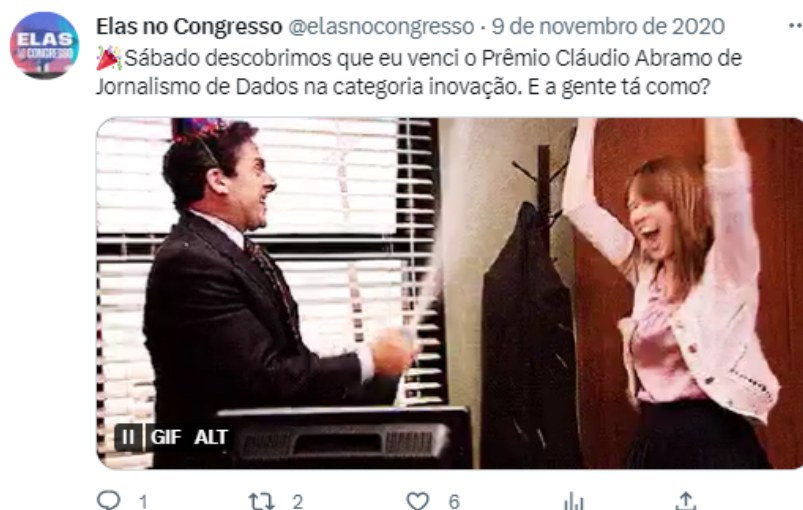 ELAS
NO CONGRESSO
Elas no Congresso @elasnocongresso · 9 de novembro de 2020
🎉Sábado descobrimos que eu venci o Prêmio Cláudio Abramo de
Jornalismo de Dados na categoria inovação. E a gente tá como?
GIF ALT
1 2 6